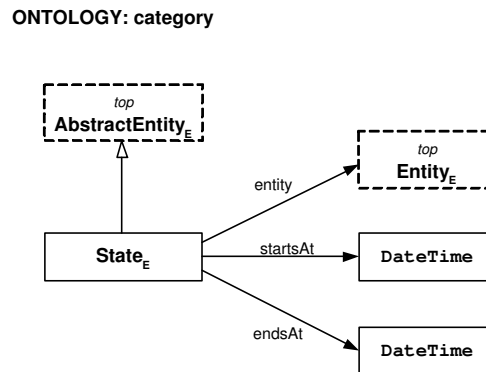 ONTOLOGY: category
top
AbstractEntity_E
top
Entity_E
entity
State_E
startsAt
DateTime
endsAt
DateTime